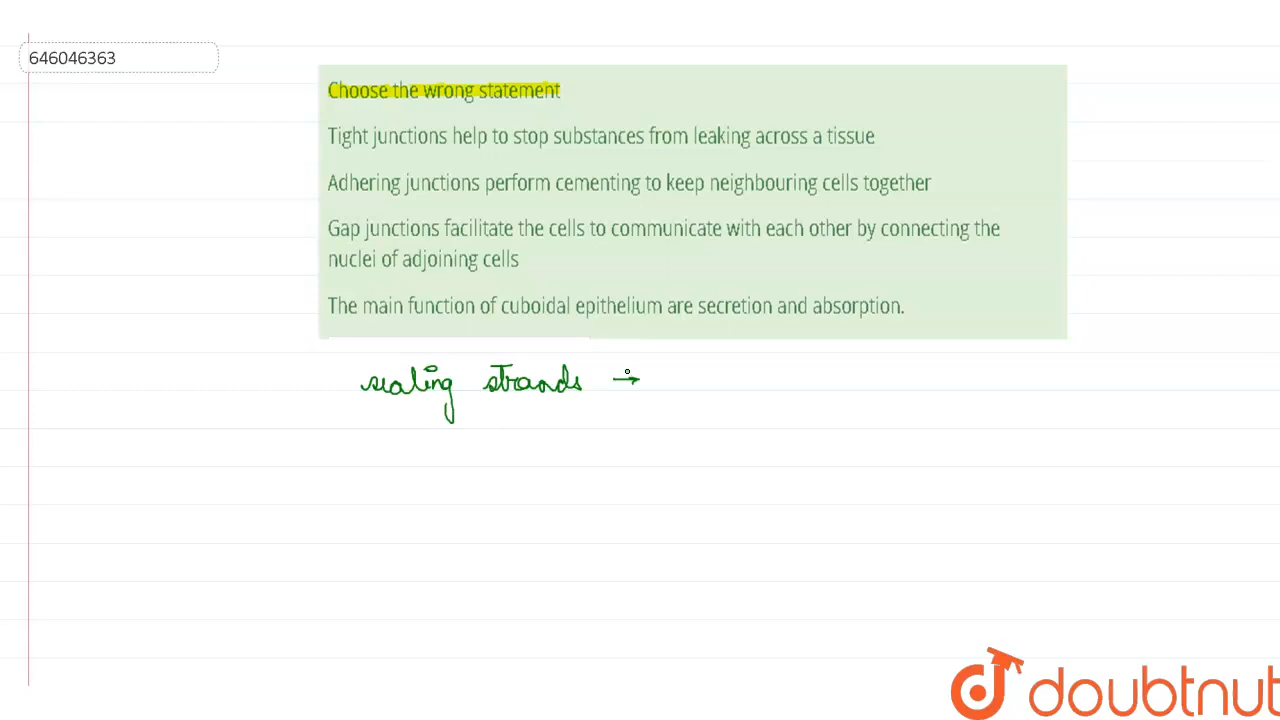 646046363
Choose the wrong statement
Tight junctions help to stop substances from leaking across a tissue
Adhering junctions perform cementing to keep neighbouring cells together
Gap junctions facilitate the cells to communicate with each other by connecting the
nuclei of adjoining cells
The main function of cuboidal epithelium are secretion and absorption.
sealing strands →
doubtnut